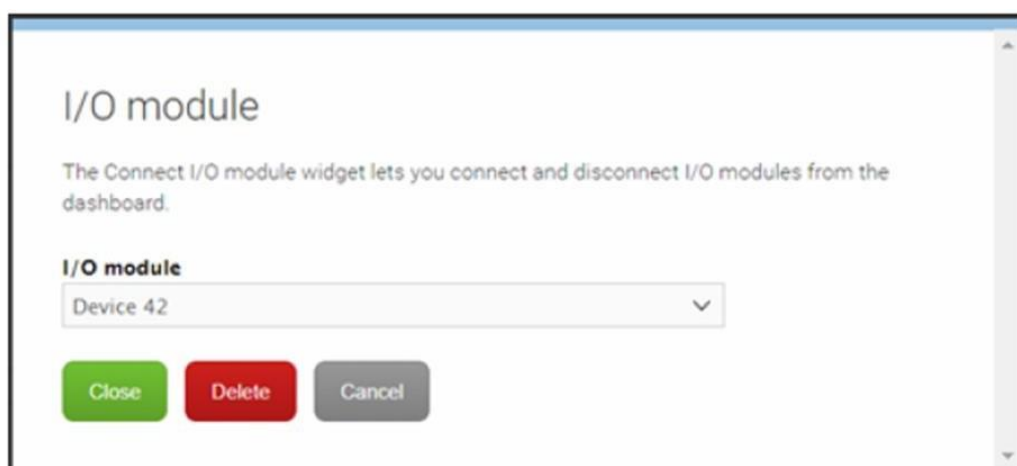 I/O module
The Connect I/O module widget lets you connect and disconnect I/O modules from the
dashboard.
I/O module
Device 42
Close Delete Cancel